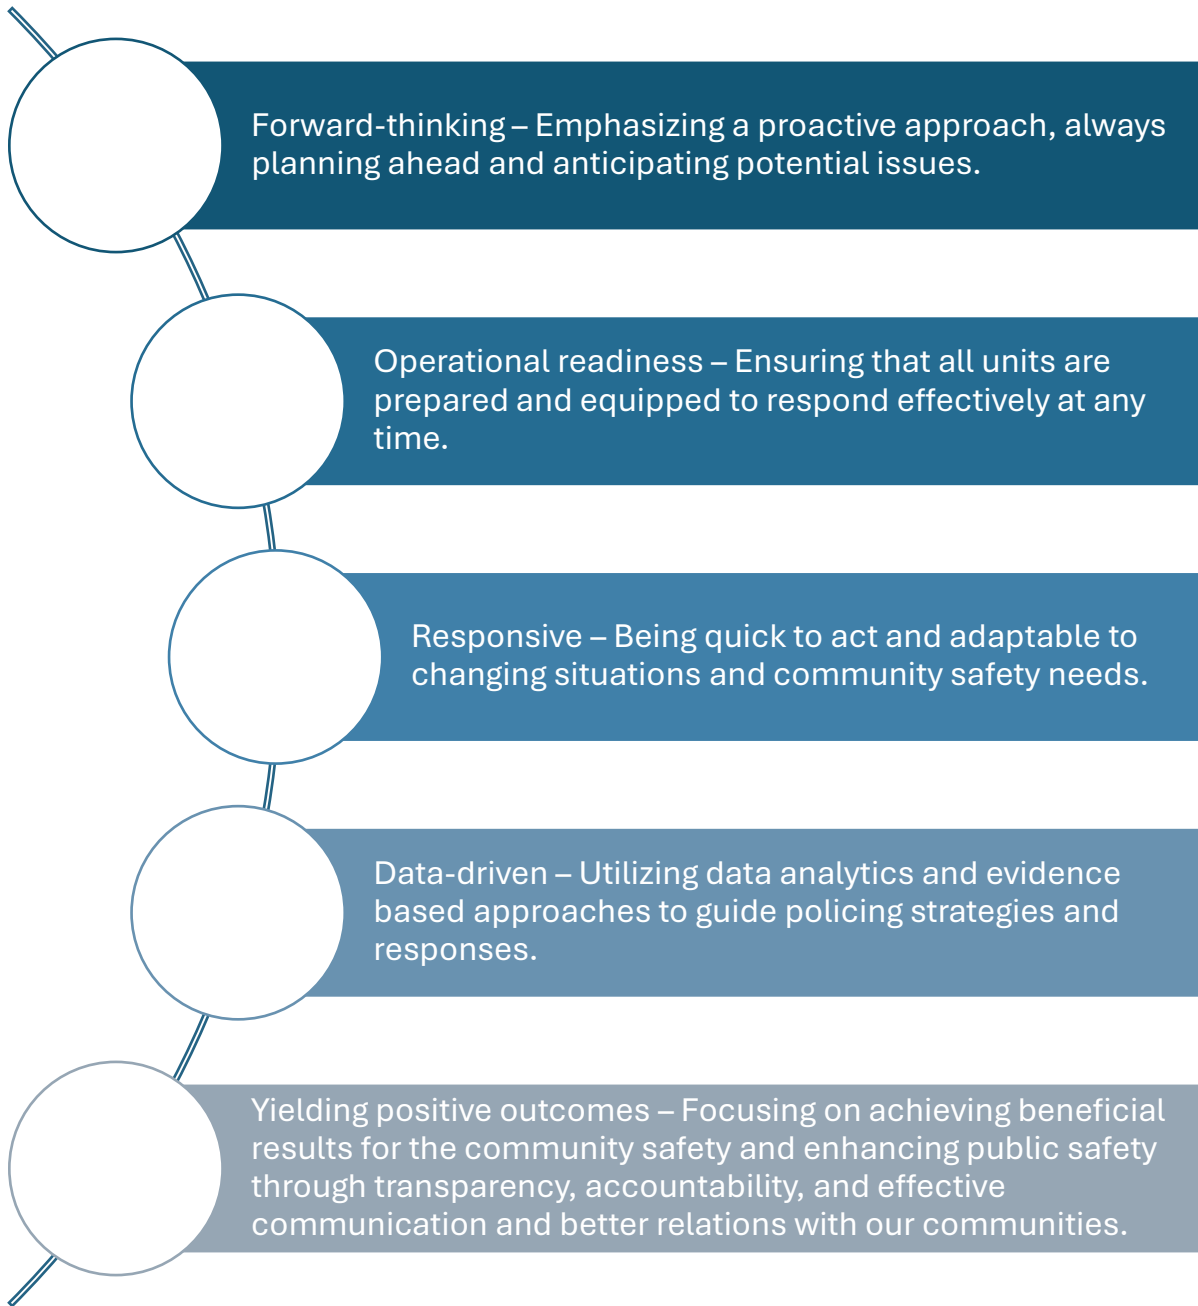 Forward-thinking – Emphasizing a proactive approach, always
planning ahead and anticipating potential issues.
Operational readiness – Ensuring that all units are
prepared and equipped to respond effectively at any
time.
Responsive – Being quick to act and adaptable to
changing situations and community safety needs.
Data-driven – Utilizing data analytics and evidence
based approaches to guide policing strategies and
responses.
Yielding positive outcomes – Focusing on achieving beneficial
results for the community safety and enhancing public safety
through transparency, accountability, and effective
communication and better relations with our communities.